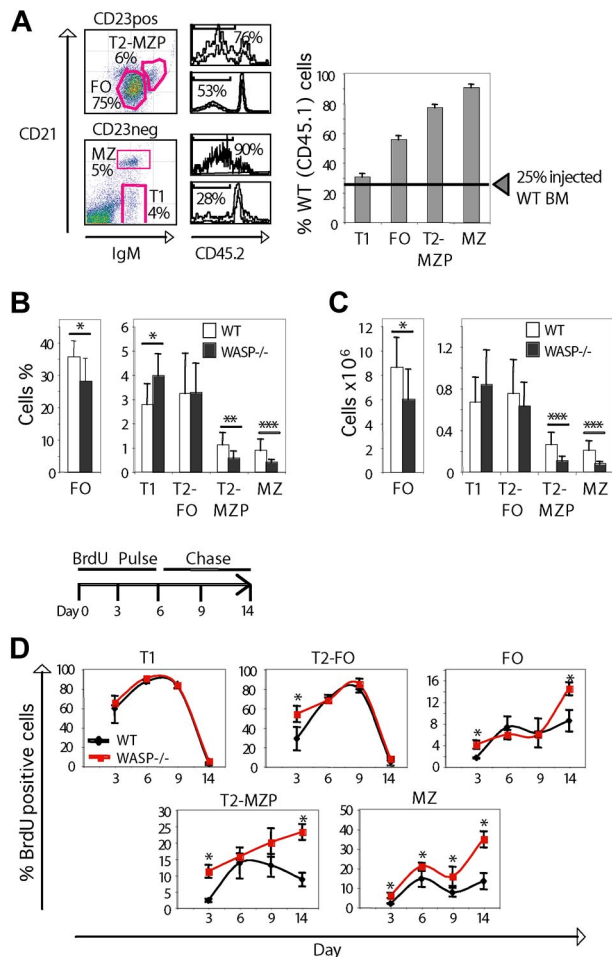 A
CD23pos
T2-MZP
6%
FO
75%
76%
53%
CD21
CD23neg
MZ
5%
T1
4%
90%
28%
IgM
CD45.2
% WT (CD45.1) cells
100
80
60
40
20
0
25% injected
WT BM
T1 FO T2-MZP MZ
B
Cells %
40
30
20
10
0
*
FO
6
5
4
3
2
1
0
* ** ***
WT
WASP-/-
T1 T2-FO T2-MZP MZ
C
Cells x10⁶
12
10
8
6
4
2
0
*
FO
1.2
0.8
0.4
0
*** ***
WT
WASP-/-
T1 T2-FO T2-MZP MZ
BrdU Pulse Chase
Day 0 3 6 9 14
D
% BrdU positive cells
T1
100
80
60
40
20
0
WT
WASP-/-
3 6 9 14
T2-FO
100
80
60
40
20
0
*
3 6 9 14
FO
16
12
8
4
0
* *
3 6 9 14
T2-MZP
30
25
20
15
10
5
0
* *
3 6 9 14
MZ
50
40
30
20
10
0
* * * *
3 6 9 14
Day